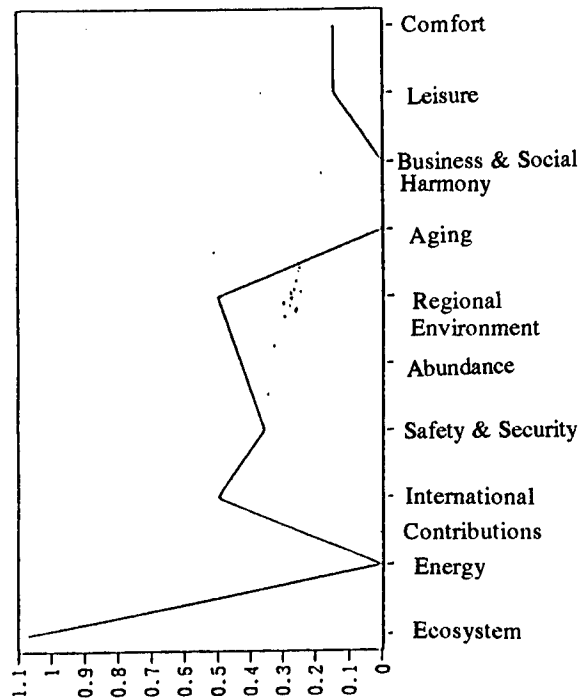 Comfort
Leisure
Business & Social
Harmony
Aging
Regional
Environment
Abundance
Safety & Security
International
Contributions
Energy
Ecosystem
1.1
1
0.9
0.8
0.7
0.6
0.5
0.4
0.3
0.2
0.1
0